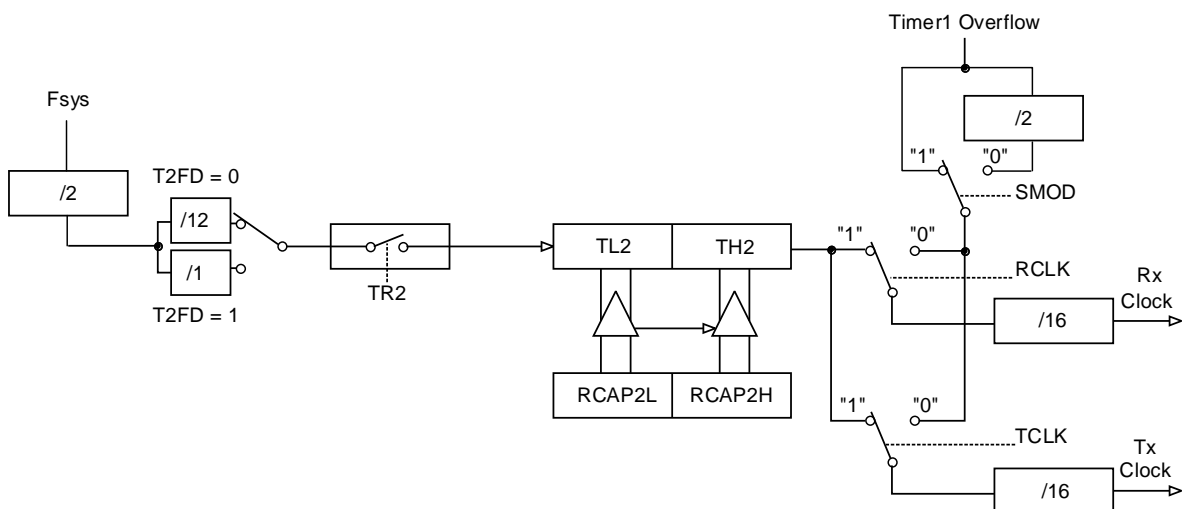 Timer1 Overflow
Fsys
/2
"1" "0"
T2FD = 0
/2
SMOD
/12
TL2 TH2
"1" "0"
/1
RCLK
Rx
Clock
TR2
T2FD = 1
/16
RCAP2L RCAP2H
"1" "0"
TCLK
Tx
Clock
/16